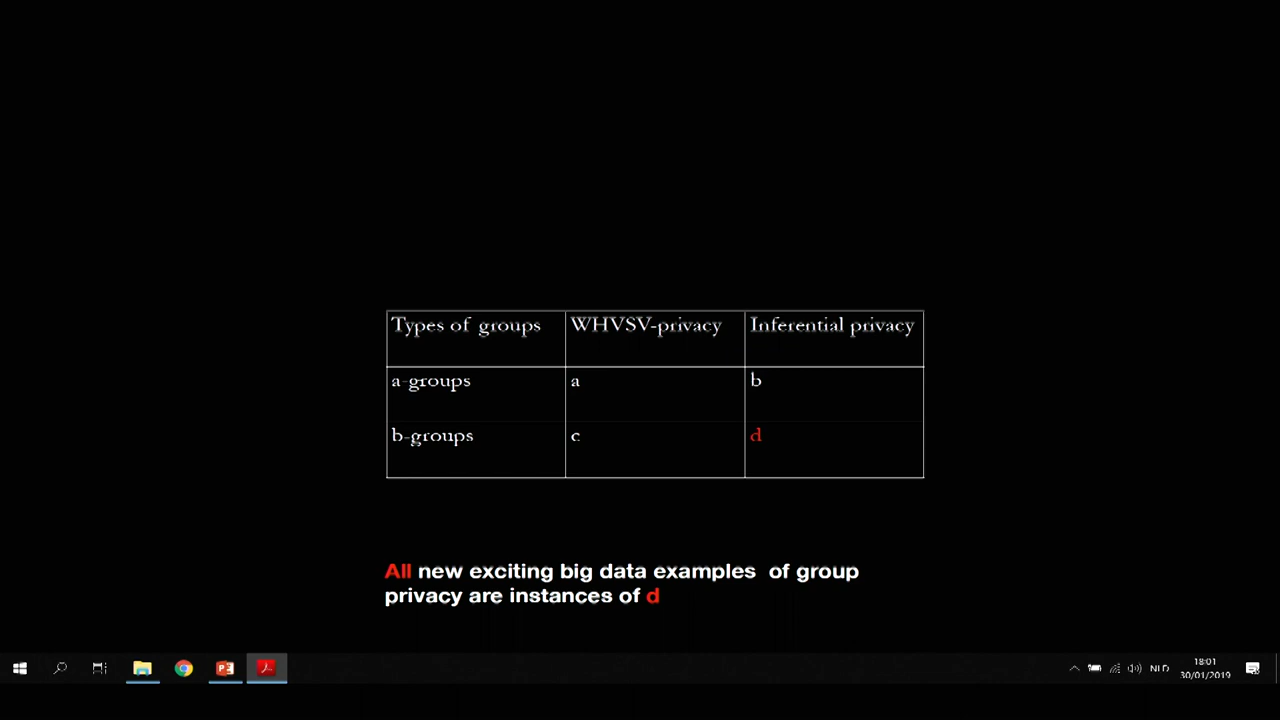 Types of groups WHVSV-privacy Inferential privacy
a-groups a b
b-groups c d
All new exciting big data examples of group
privacy are instances of d
NLD
18:01
30/01/2019